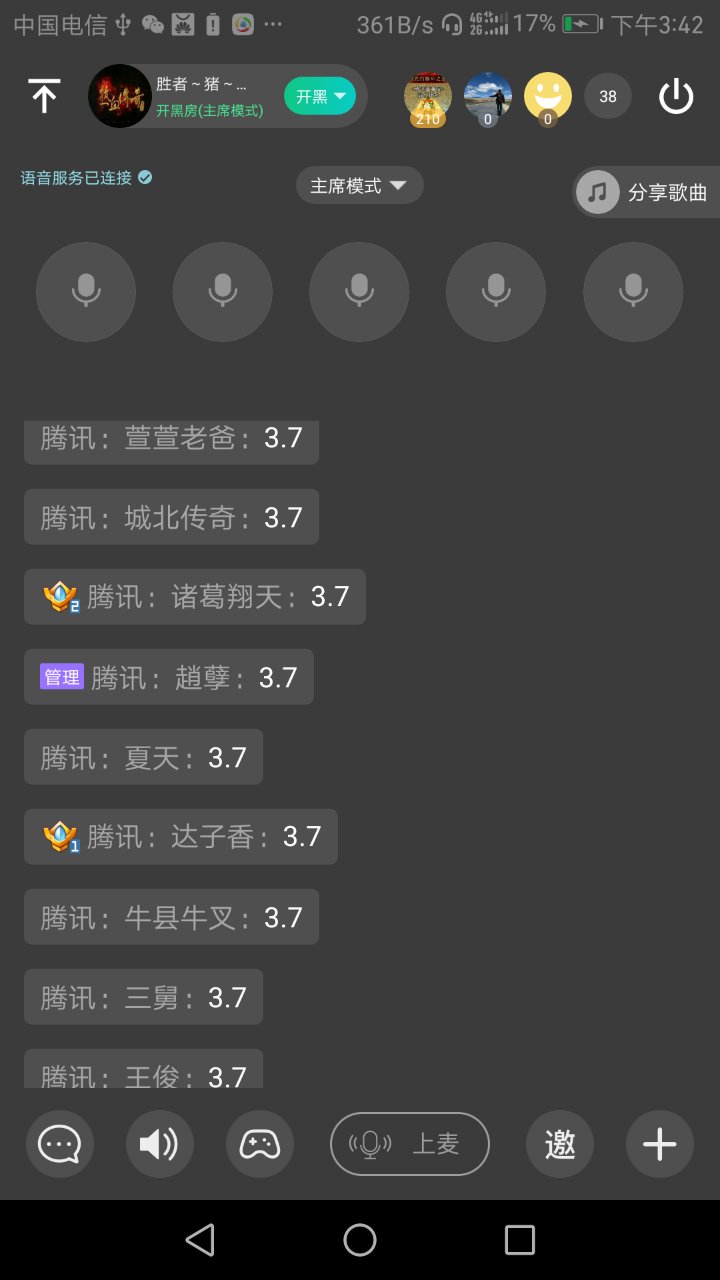 中国电信 ··· 361B/s 4G 2G 17% 下午3:42
胜者 ~ 猪 ~ ...
开黑房(主席模式)
开黑
210
0
0
38
语音服务已连接
主席模式
分享歌曲
腾讯：萱萱老爸：3.7
腾讯：城北传奇：3.7
2 腾讯：诸葛翔天：3.7
管理 腾讯：趙孽：3.7
腾讯：夏天：3.7
1 腾讯：达子香：3.7
腾讯：牛县牛叉：3.7
腾讯：三舅：3.7
腾讯：王俊：3.7
上麦
邀